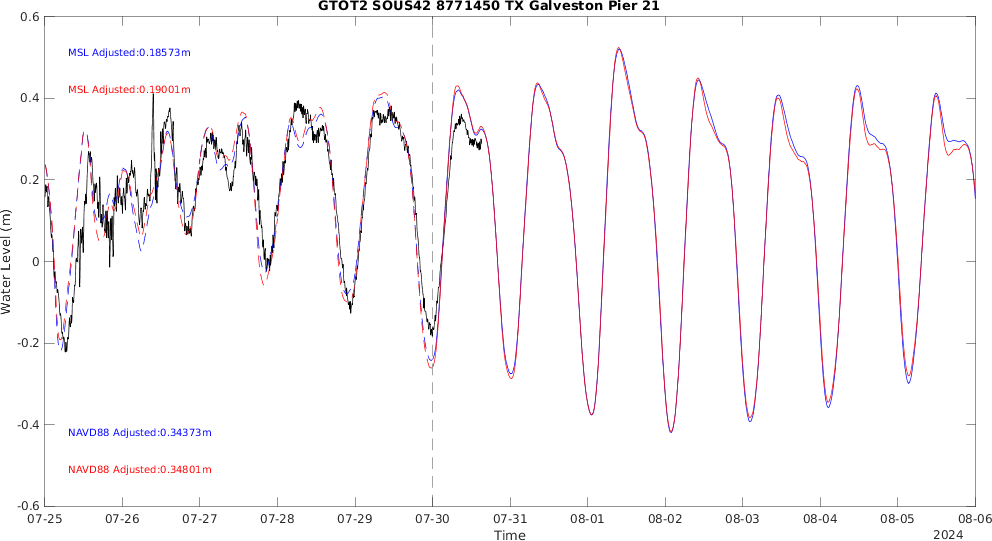 GTOT2 SOUS42 8771450 TX Galveston Pier 21
0.6
MSL Adjusted:0.18573m
MSL Adjusted:0.19001m
0.4
0.2
0
-0.2
-0.4
-0.6
Water Level (m)
NAVD88 Adjusted:0.34373m
NAVD88 Adjusted:0.34801m
07-25 07-26 07-27 07-28 07-29 07-30 07-31 08-01 08-02 08-03 08-04 08-05 08-06
Time
2024